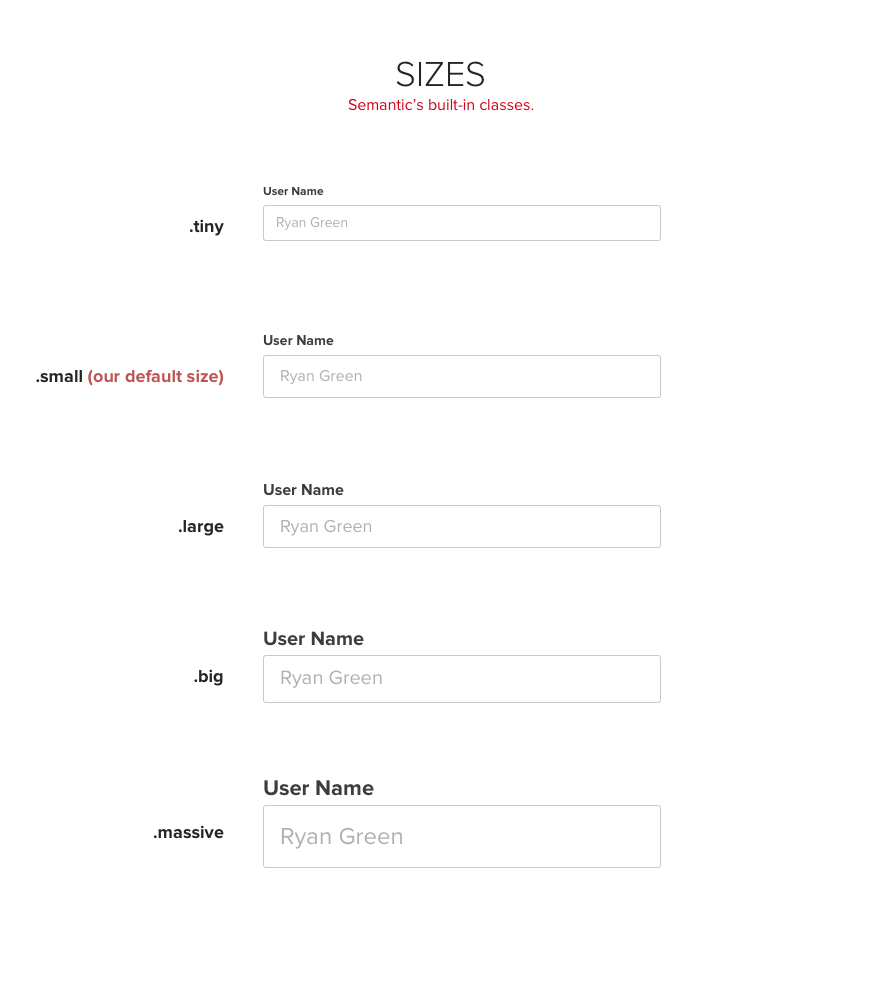 SIZES
Semantic’s built-in classes.
User Name
.tiny
Ryan Green
User Name
.small (our default size)
Ryan Green
User Name
.large
Ryan Green
User Name
.big
Ryan Green
User Name
.massive
Ryan Green